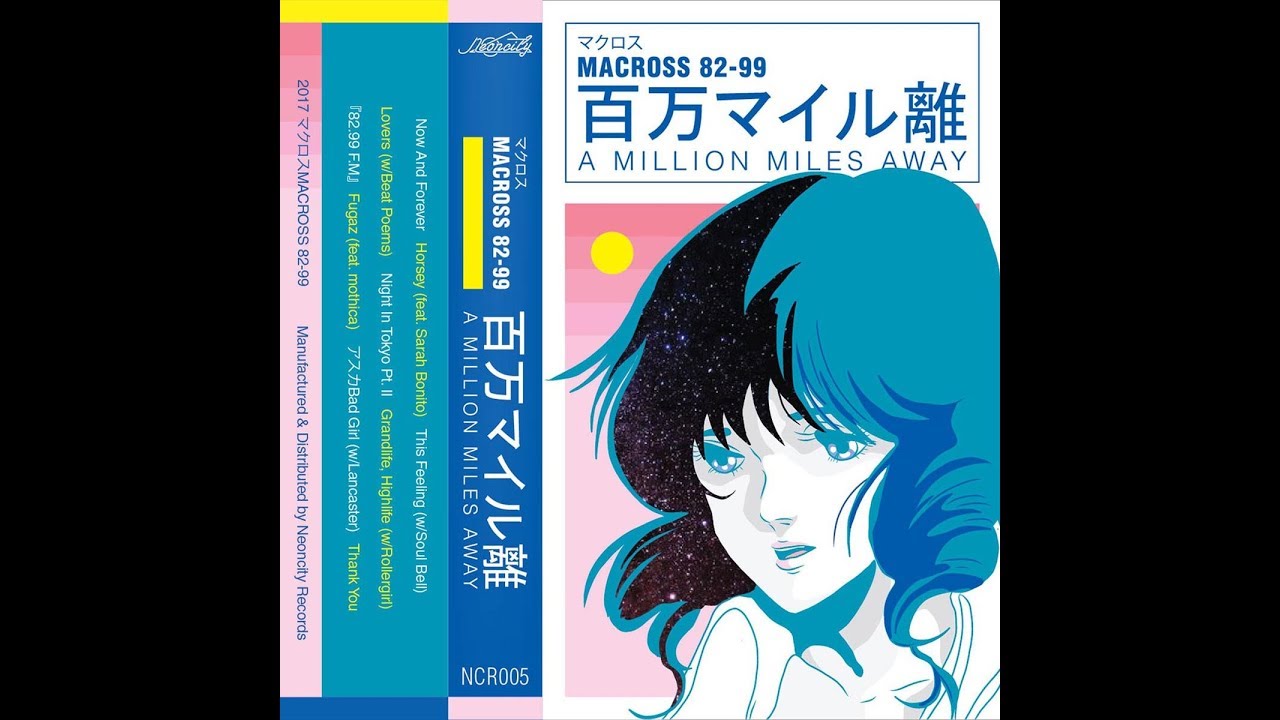 2017 マクロスMACROSS 82-99 Manufactured & Distributed by Neoncity Records
Now And Forever Horsey (feat. Sarah Bonito) This Feeling (w/Soul Bell)
Lovers (w/Beat Poems) Night In Tokyo Pt. II Grandlife, Highlife (w/Rollergirl)
『82.99 F.M』 Fugaz (feat. mothica) アスカBad Girl (w/Lancaster) Thank You
Neoncity
マクロス
MACROSS 82-99
百万マイル離
A MILLION MILES AWAY
NCR005
マクロス
MACROSS 82-99
百万マイル離
A MILLION MILES AWAY